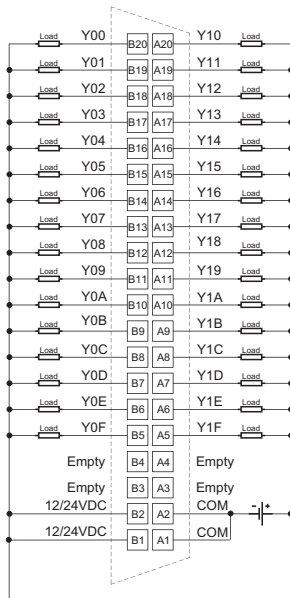 Load Y00 B20 A20 Y10 Load
Load Y01 B19 A19 Y11 Load
Load Y02 B18 A18 Y12 Load
Load Y03 B17 A17 Y13 Load
Load Y04 B16 A16 Y14 Load
Load Y05 B15 A15 Y15 Load
Load Y06 B14 A14 Y16 Load
Load Y07 B13 A13 Y17 Load
Load Y08 B12 A12 Y18 Load
Load Y09 B11 A11 Y19 Load
Load Y0A B10 A10 Y1A Load
Load Y0B B9 A9 Y1B Load
Load Y0C B8 A8 Y1C Load
Load Y0D B7 A7 Y1D Load
Load Y0E B6 A6 Y1E Load
Load Y0F B5 A5 Y1F Load
Empty B4 A4 Empty
Empty B3 A3 Empty
12/24VDC B2 A2 COM - +
12/24VDC B1 A1 COM